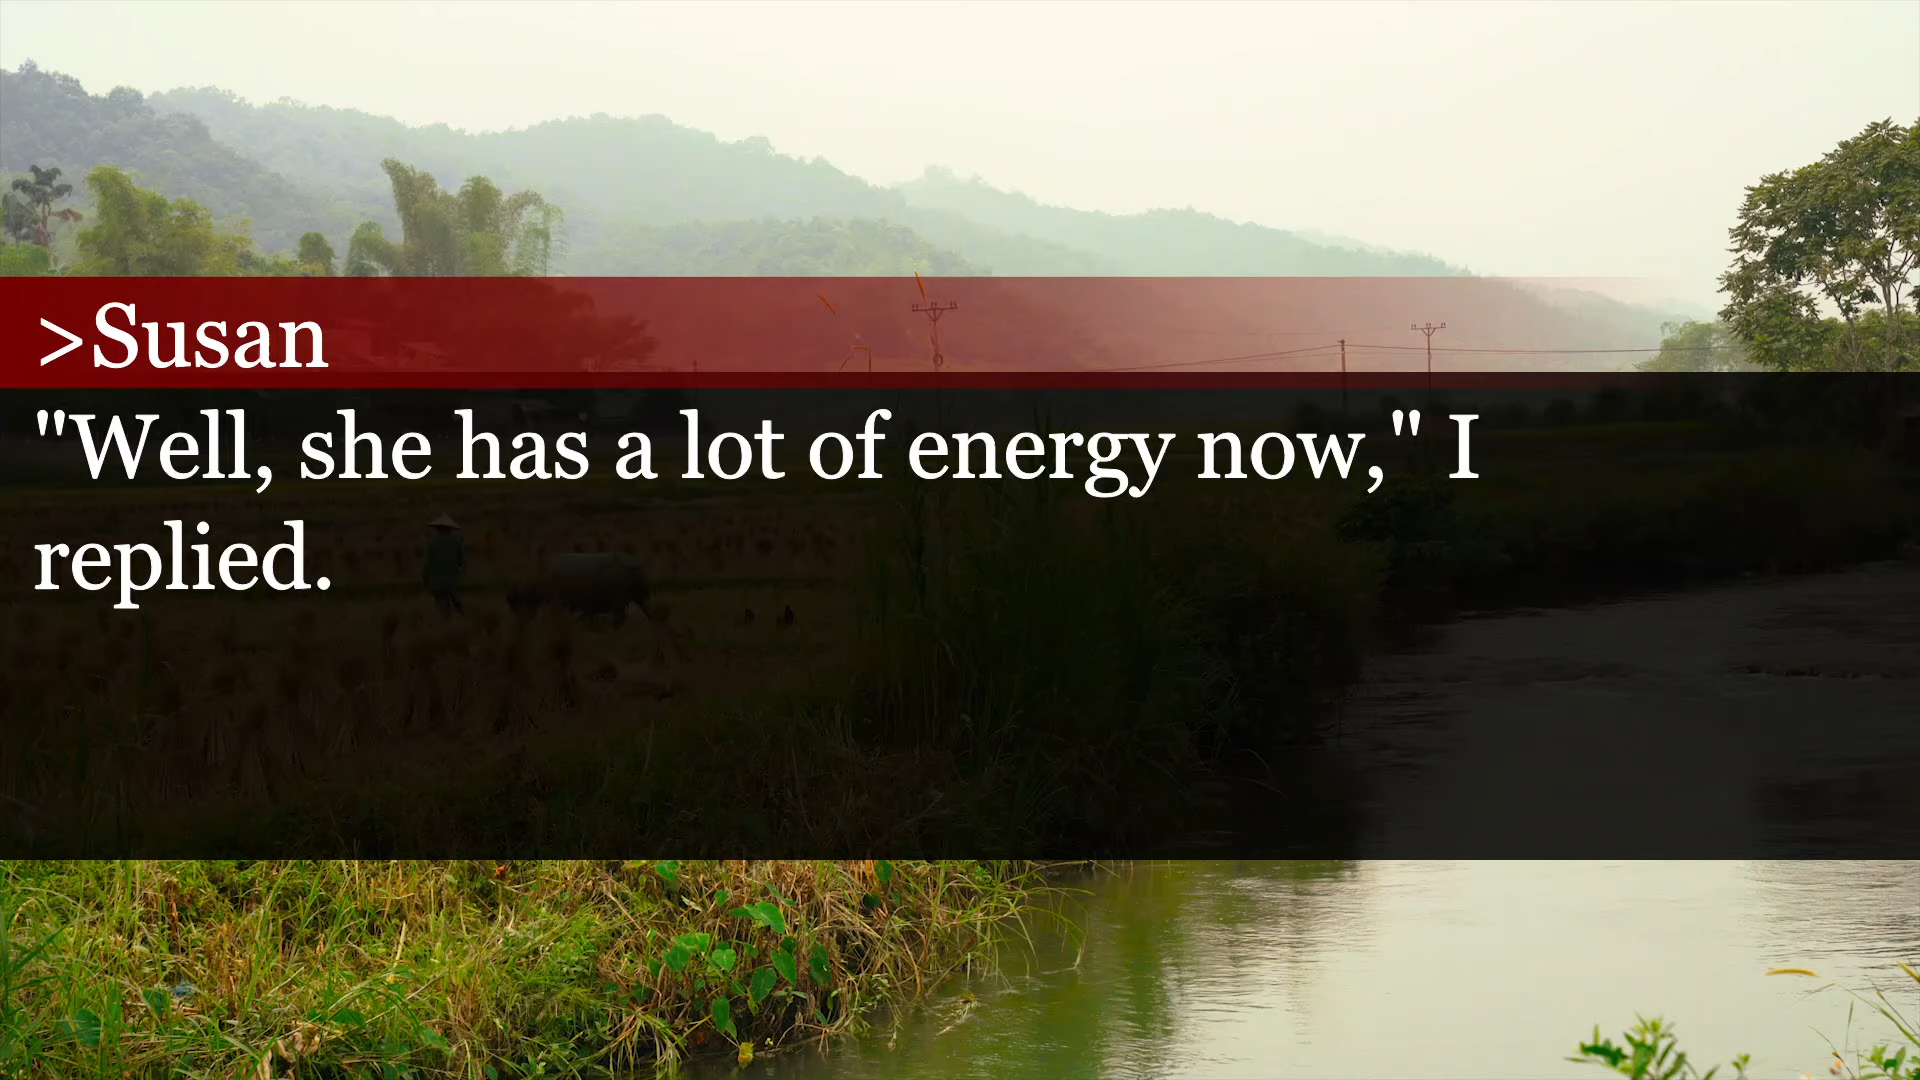 >Susan
"Well, she has a lot of energy now," I
replied.